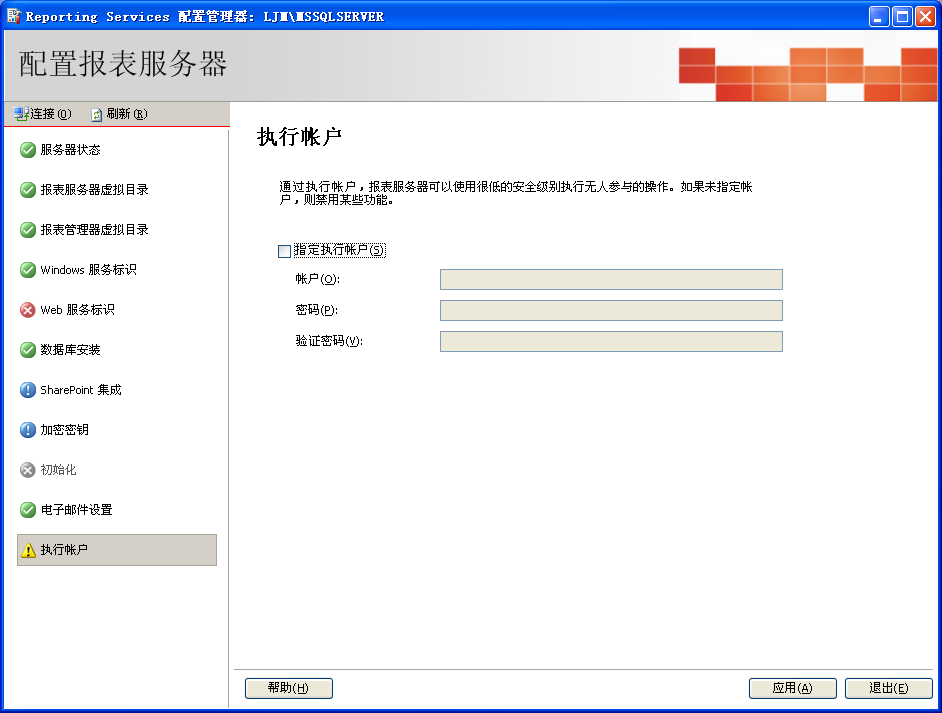 Reporting Services 配置管理器: LJM\MSSQLSERVER
配置报表服务器
连接(O) 刷新(R)
服务器状态
报表服务器虚拟目录
报表管理器虚拟目录
Windows 服务标识
Web 服务标识
数据库安装
SharePoint 集成
加密密钥
初始化
电子邮件设置
执行帐户
执行帐户
通过执行帐户，报表服务器可以使用很低的安全级别执行无人参与的操作。如果未指定帐
户，则禁用某些功能。
指定执行帐户(S)
帐户(O):
密码(P):
验证密码(V):
帮助(H) 应用(A) 退出(E)